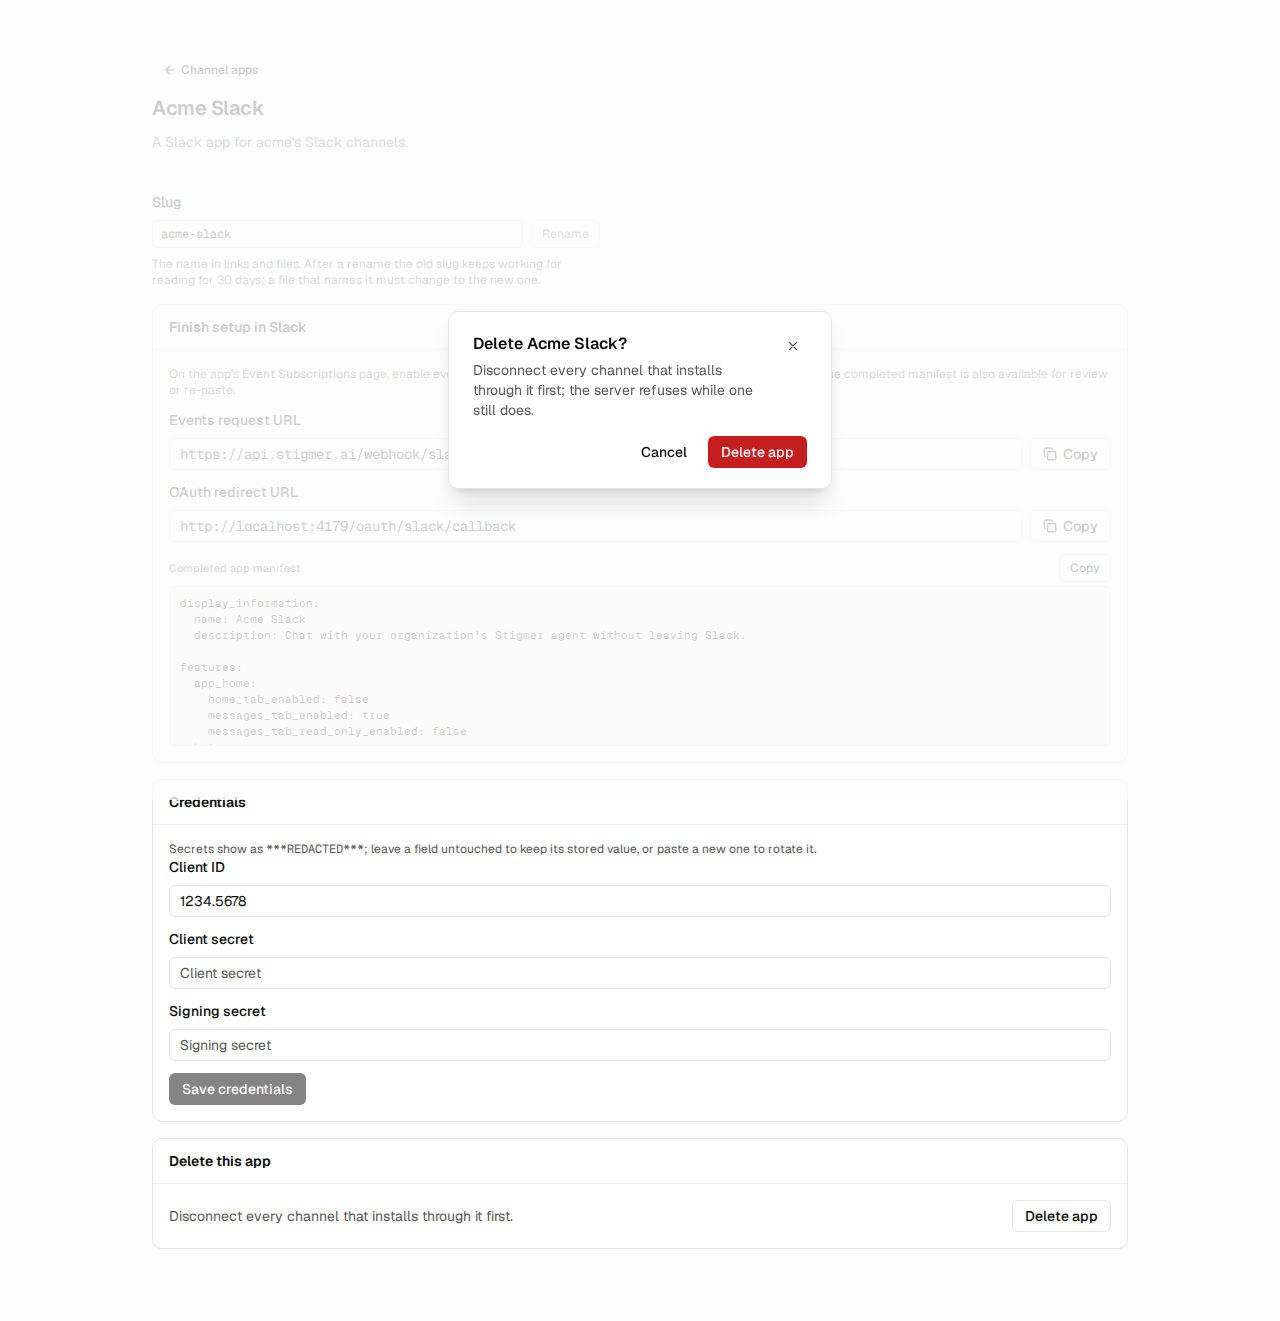 Channel apps
Acme Slack
A Slack app for acme's Slack channels.
Slug
acme-slack
Rename
The name in links and files. After a rename the old slug keeps working for
reading for 30 days; a file that names it must change to the new one.
Finish setup in Slack
Delete Acme Slack?
Disconnect every channel that installs
through it first; the server refuses while one
still does.
Cancel
Delete app
On the app's Event Subscriptions page, enable
completed manifest is also available for review
or re-paste.
Events request URL
https://api.stigmer.ai/webhook/
Copy
OAuth redirect URL
http://localhost:4179/oauth/slack/callback
Copy
Completed app manifest
Copy
display_information:
name: Acme Slack
description: Chat with your organization's Stigmer agent without leaving Slack.
features:
app_home:
home_tab_enabled: false
messages_tab_enabled: true
messages_tab_read_only_enabled: false
Credentials
Secrets show as ***REDACTED***; leave a field untouched to keep its stored value, or paste a new one to rotate it.
Client ID
1234.5678
Client secret
Client secret
Signing secret
Signing secret
Save credentials
Delete this app
Disconnect every channel that installs through it first.
Delete app